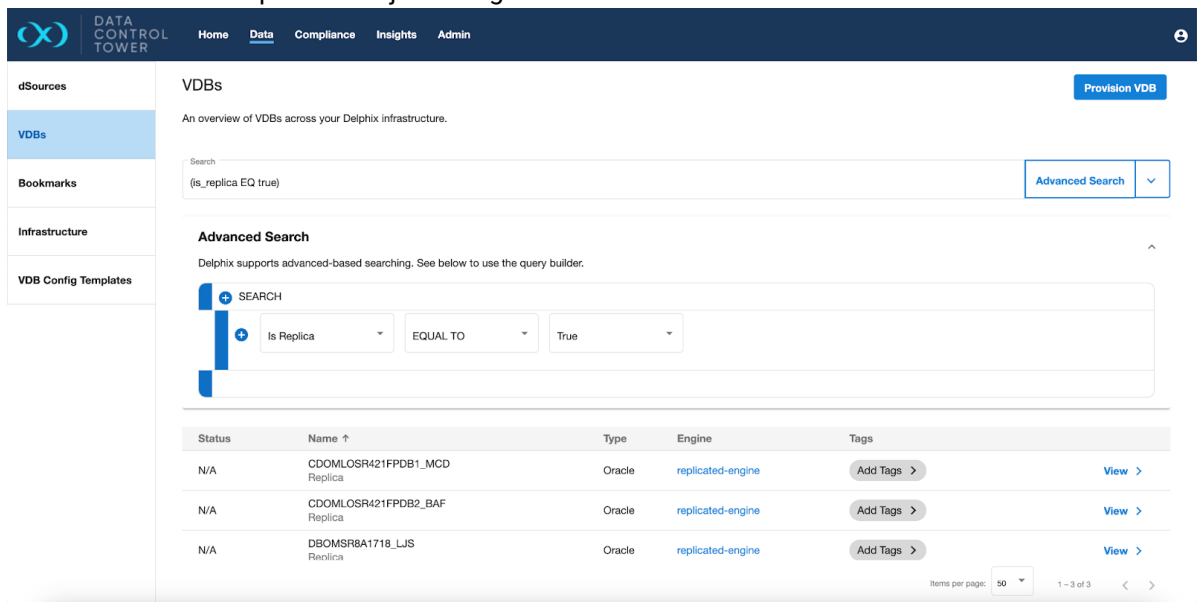 DATA
CONTROL
TOWER
Home Data Compliance Insights Admin
dSources
VDBs
Bookmarks
Infrastructure
VDB Config Templates
VDBs
Provision VDB
An overview of VDBs across your Delphix infrastructure.
Search
(is_replica EQ true)
Advanced Search
Advanced Search
Delphix supports advanced-based searching. See below to use the query builder.
SEARCH
Is Replica EQUAL TO True
Status Name ↑ Type Engine Tags
N/A CDOMLOSR421FPDB1_MCD Oracle replicated-engine Add Tags > View >
Replica
N/A CDOMLOSR421FPDB2_BAF Oracle replicated-engine Add Tags > View >
Replica
N/A DBOMSR8A1718_LJS Oracle replicated-engine Add Tags > View >
Replica
Items per page: 50 1 – 3 of 3 < >